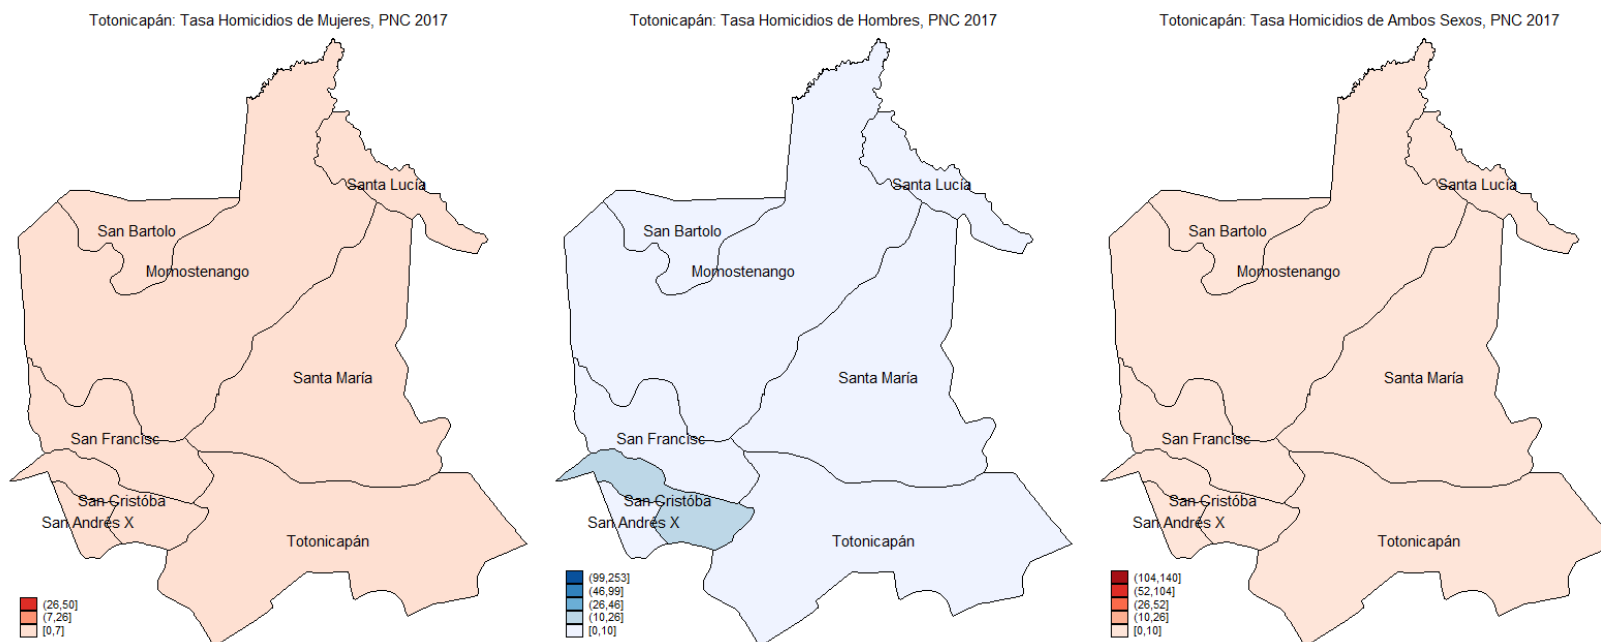 Totonicapán: Tasa Homicidios de Mujeres, PNC 2017
Santa Lucía
San Bartolo
Momostenango
Santa María
San Francisc
San Cristóba
San Andrés X
Totonicapán
(26,50]
(7,26]
[0,7]
Totonicapán: Tasa Homicidios de Hombres, PNC 2017
Santa Lucía
San Bartolo
Momostenango
Santa María
San Francisc
San Cristóba
San Andrés X
Totonicapán
(99,253]
(46,99]
(26,46]
(10,26]
[0,10]
Totonicapán: Tasa Homicidios de Ambos Sexos, PNC 2017
Santa Lucía
San Bartolo
Momostenango
Santa María
San Francisc
San Cristóba
San Andrés X
Totonicapán
(104,140]
(52,104]
(26,52]
(10,26]
[0,10]